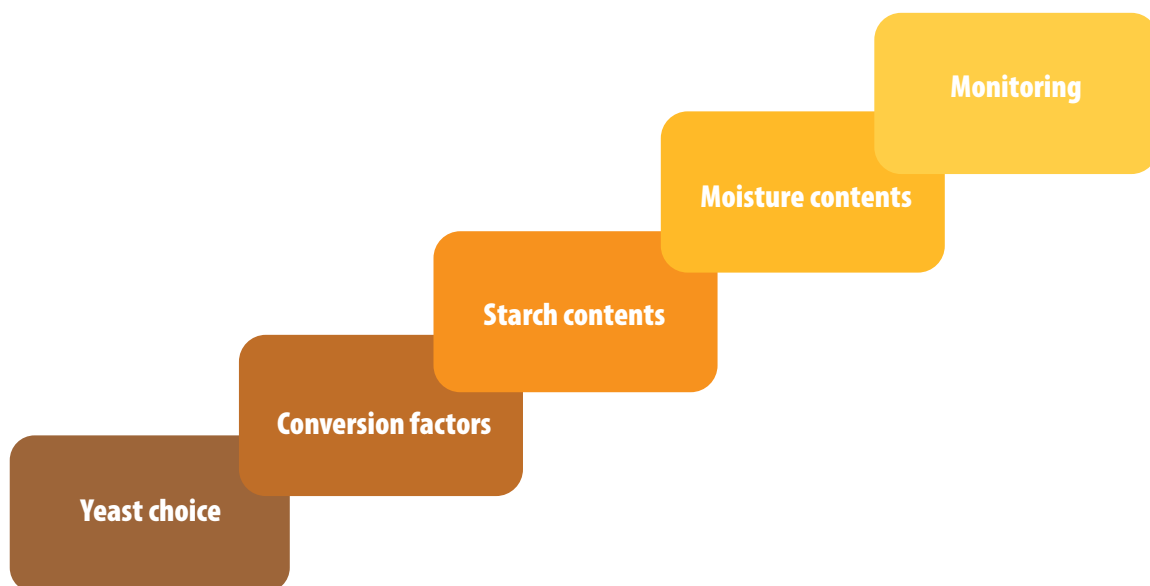 Monitoring
Moisture contents
Starch contents
Conversion factors
Yeast choice